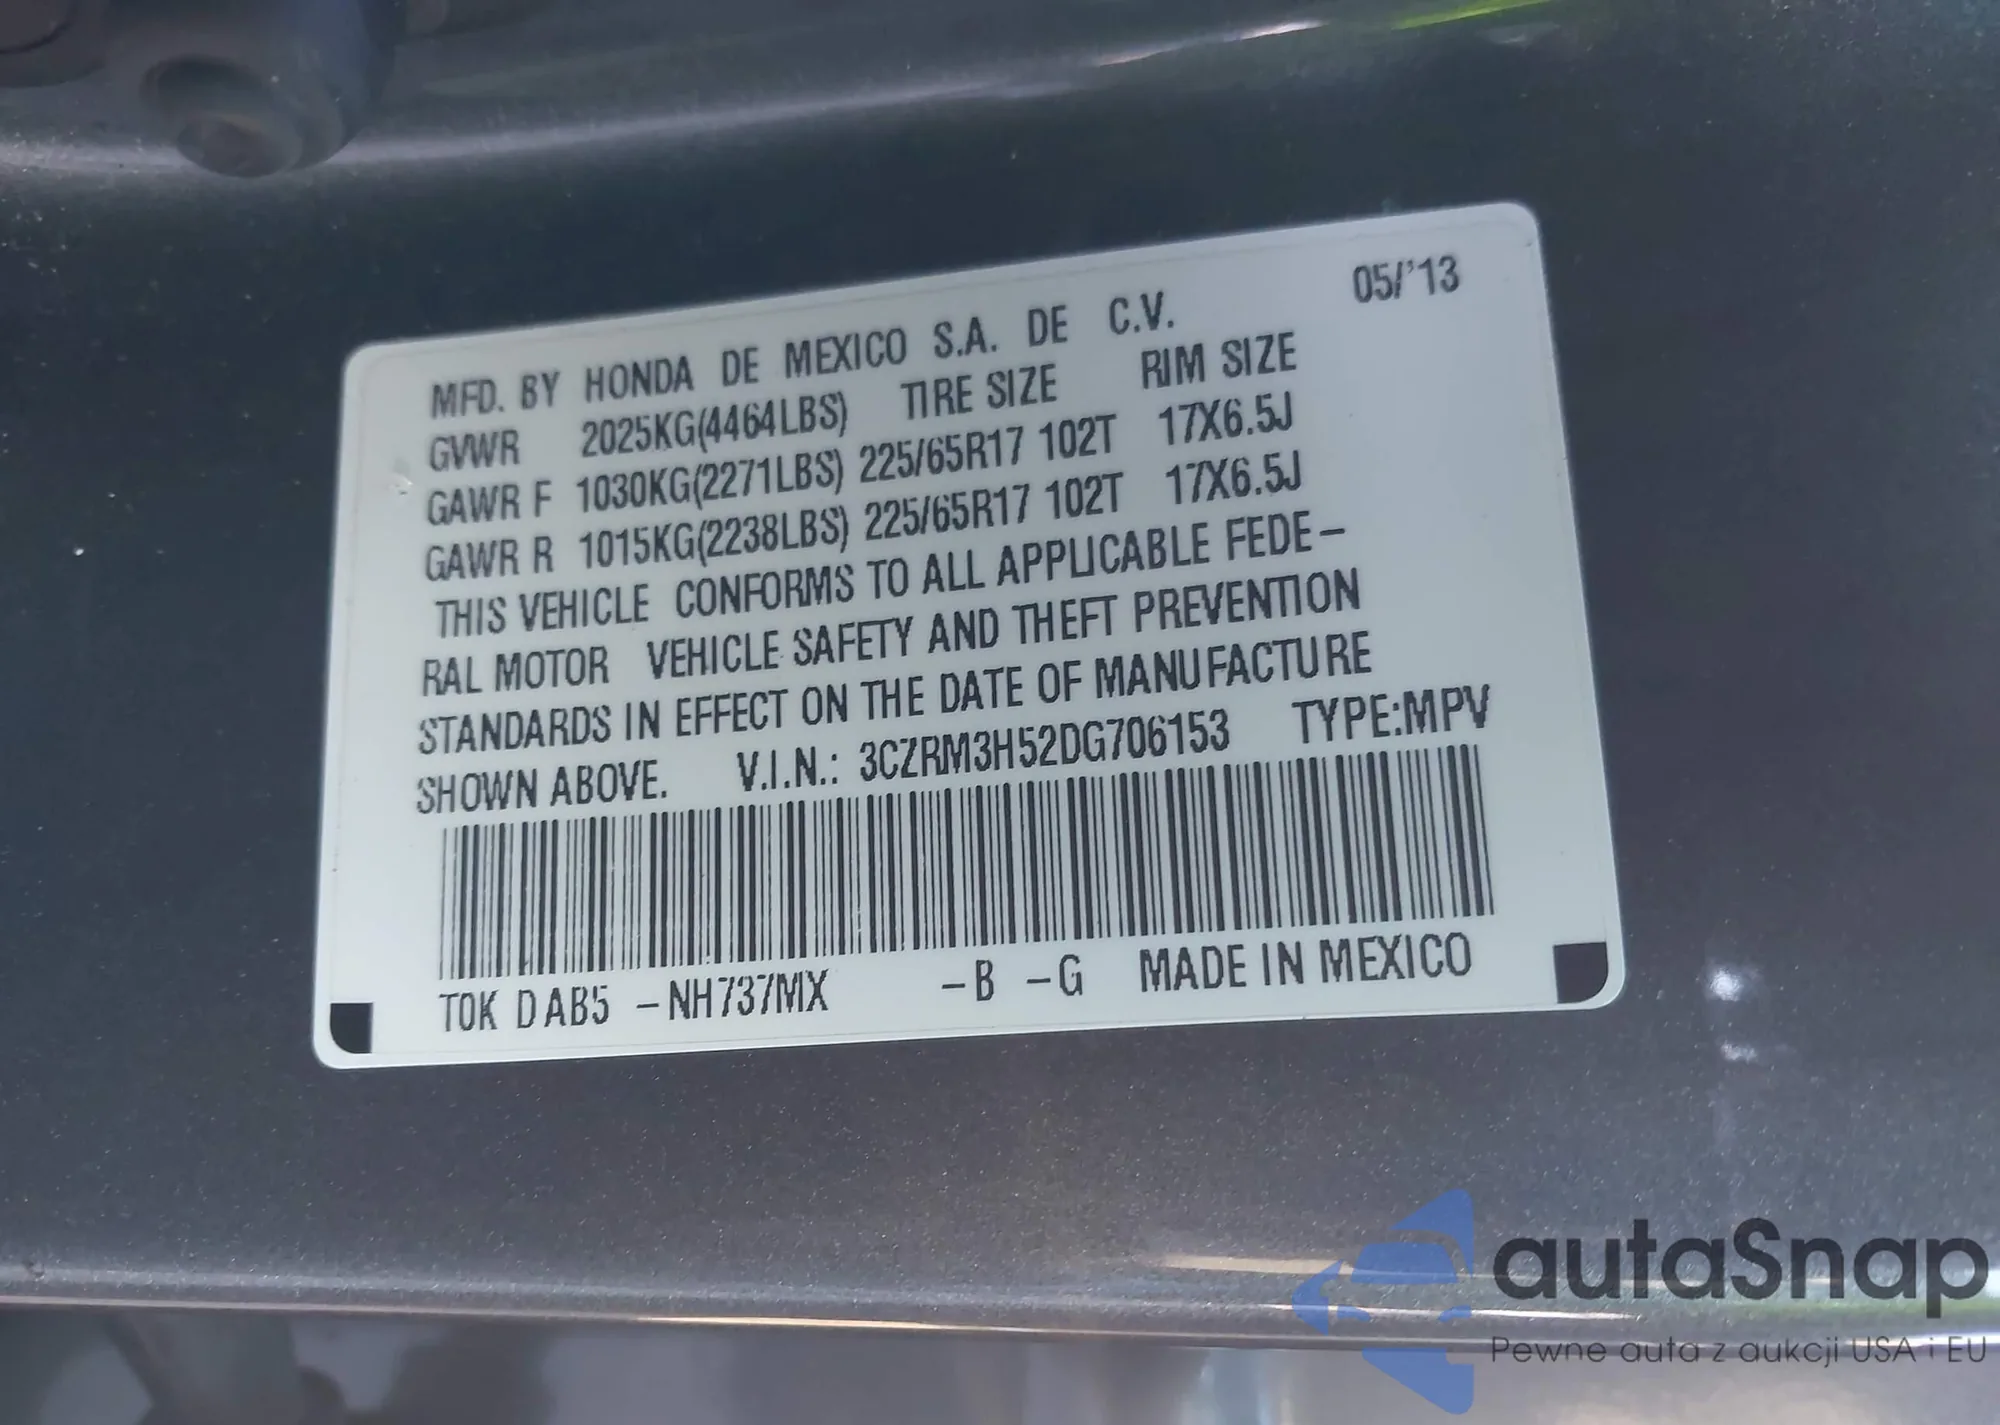 05/'13
MFD. BY HONDA DE MEXICO S.A. DE C.V.
GVWR 2025KG(4464LBS) TIRE SIZE RIM SIZE
GAWR F 1030KG(2271LBS) 225/65R17 102T 17X6.5J
GAWR R 1015KG(2238LBS) 225/65R17 102T 17X6.5J
THIS VEHICLE CONFORMS TO ALL APPLICABLE FEDE-
RAL MOTOR VEHICLE SAFETY AND THEFT PREVENTION
STANDARDS IN EFFECT ON THE DATE OF MANUFACTURE
SHOWN ABOVE. V.I.N.: 3CZRM3H52DG706153 TYPE:MPV
T0K D AB5 -NH737MX -B -G MADE IN MEXICO
autaSnap
Pewne auta z aukcji USA i EU